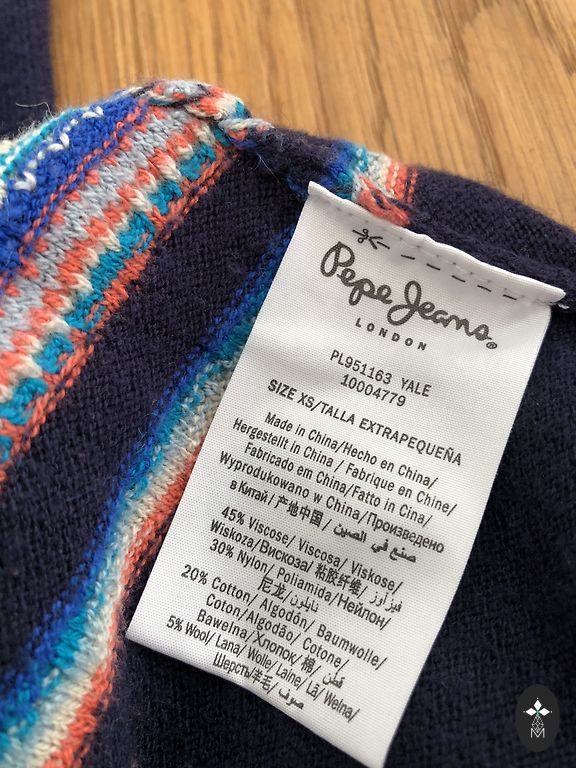 Pepe Jeans®
LONDON
PL951163 YALE
10004779
SIZE XS/TALLA EXTRAPEQUEÑA
Made in China/Hecho en China/
Hergestellt in China / Fabrique en Chine/
Fabricado em China/Fatto in Cina/
Wyprodukowano w China/Произведено
в Китай/产地中国/ صنع في الصين
45% Viscose/ Viscosa/ Viskose/
Wiskoza/Вискоза/ 粘胶纤维/ فيزاوز
30% Nylon/ Poliamida/Нейлон/
尼龙/ نايلون
20% Cotton/ Algodón/ Baumwolle/
Coton/Algodão/ Cotone/
Bawełna/Хлопок/ 棉/ قطن
5% Wool/ Lana/ Wolle/ Laine/ Lã/ Wełna/
Шерсть/羊毛/ صوف
M